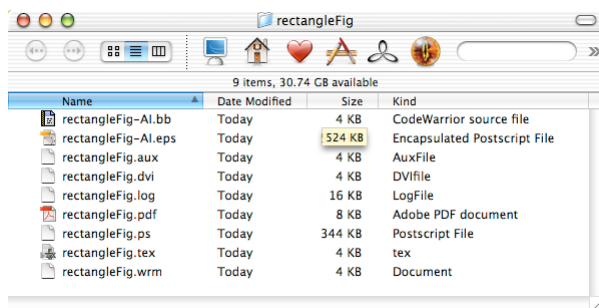 rectangleFig
9 items, 30.74 GB available
Name Date Modified Size Kind
rectangleFig-AI.bb Today 4 KB CodeWarrior source file
rectangleFig-AI.eps Today 524 KB Encapsulated Postscript File
rectangleFig.aux Today 4 KB AuxFile
rectangleFig.dvi Today 4 KB DVIfile
rectangleFig.log Today 16 KB LogFile
rectangleFig.pdf Today 8 KB Adobe PDF document
rectangleFig.ps Today 344 KB Postscript File
rectangleFig.tex Today 4 KB tex
rectangleFig.wrm Today 4 KB Document